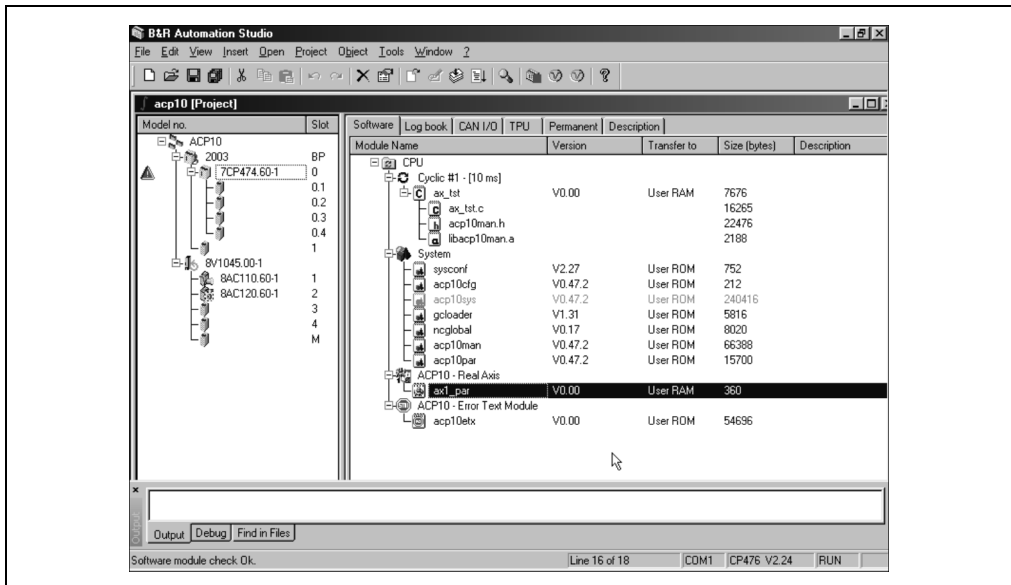 B&R Automation Studio
File Edit View Insert Open Project Object Tools Window ?
acp10 [Project]
Model no. Slot
ACP10
2003 BP
7CP474.60-1 0
0.1
0.2
0.3
0.4
1
8V1045.00-1
8AC110.60-1 1
8AC120.60-1 2
3
4
M
Software Log book CAN I/O TPU Permanent Description
Module Name Version Transfer to Size (bytes) Description
CPU
Cyclic #1 - [10 ms]
ax_tst V0.00 User RAM 7676
ax_tst.c 16265
acp10man.h 22476
libacp10man.a 2188
System
sysconf V2.27 User ROM 752
acp10cfg V0.47.2 User ROM 212
acp10sys V0.47.2 User ROM 240416
gcloader V1.31 User ROM 5816
ncglobal V0.17 User ROM 8020
acp10man V0.47.2 User ROM 66388
acp10par V0.47.2 User ROM 15700
ACP10 - Real Axis
ax1_par V0.00 User RAM 360
ACP10 - Error Text Module
acp10etx V0.00 User ROM 54696
Output
Output Debug Find in Files
Software module check Ok. Line 16 of 18 COM1 CP476 V2.24 RUN